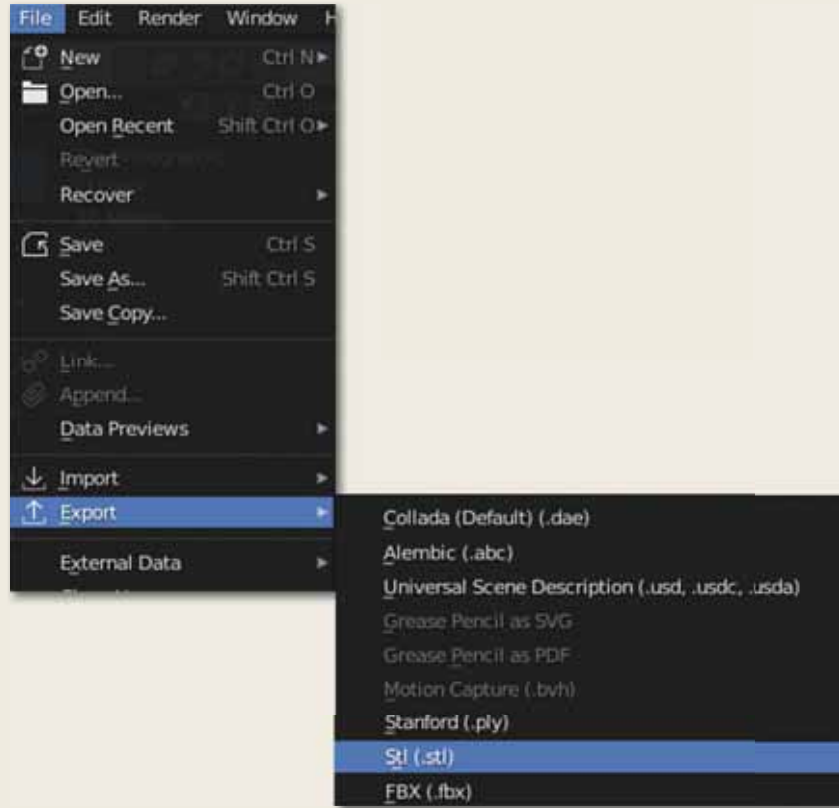 File Edit Render Window
New Ctrl N
Open... Ctrl O
Open Recent Shift Ctrl O
Revert
Recover
Save Ctrl S
Save As... Shift Ctrl S
Save Copy...
Link...
Append...
Data Previews
Import
Export
External Data
Collada (Default) (.dae)
Alembic (.abc)
Universal Scene Description (.usd, .usdc, .usda)
Grease Pencil as SVG
Grease Pencil as PDF
Motion Capture (.bvh)
Stanford (.ply)
Stl (.stl)
FBX (.fbx)